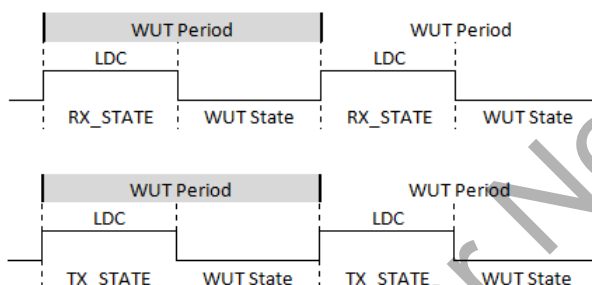 WUT Period WUT Period
LDC LDC
RX_STATE WUT State RX_STATE WUT State
WUT Period WUT Period
LDC LDC
TX_STATE WUT State TX_STATE_ WUT State